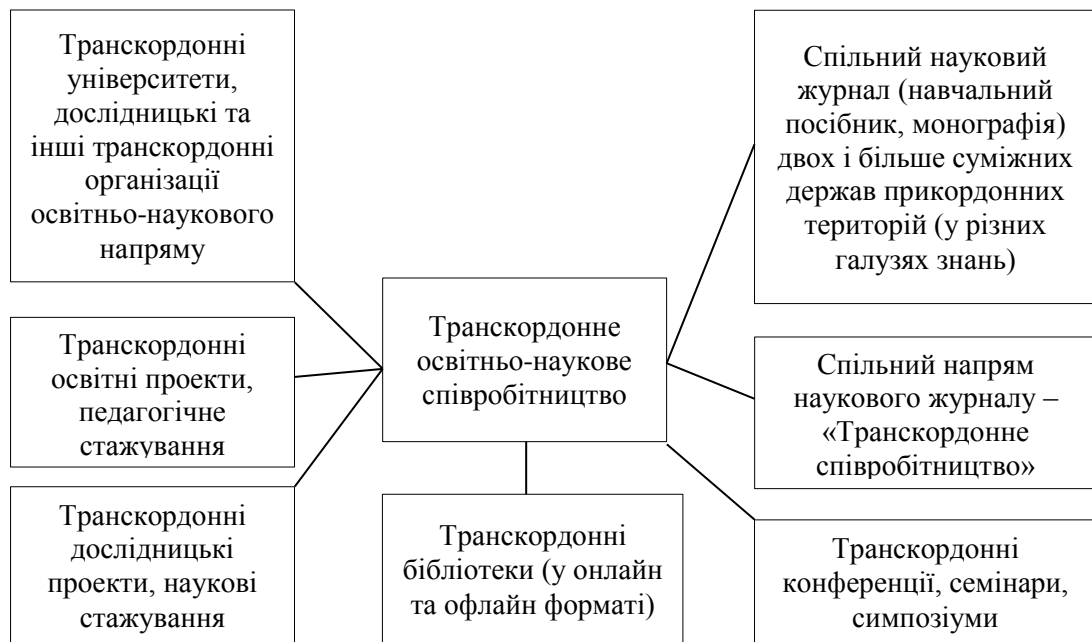 Транскордонні
університети,
дослідницькі та
інші транскордонні
організації
освітньо-наукового
напряму
Транскордонні
освітні проекти,
педагогічне
стажування
Транскордонні
дослідницькі
проекти, наукові
стажування
Транскордонне
освітньо-наукове
співробітництво
Транскордонні
бібліотеки (у онлайн
та офлайн форматі)
Спільний науковий
журнал (навчальний
посібник, монографія)
двох і більше суміжних
держав прикордонних
територій (у різних
галузях знань)
Спільний напрям
наукового журналу –
«Транскордонне
співробітництво»
Транскордонні
конференції, семінари,
симпозіуми